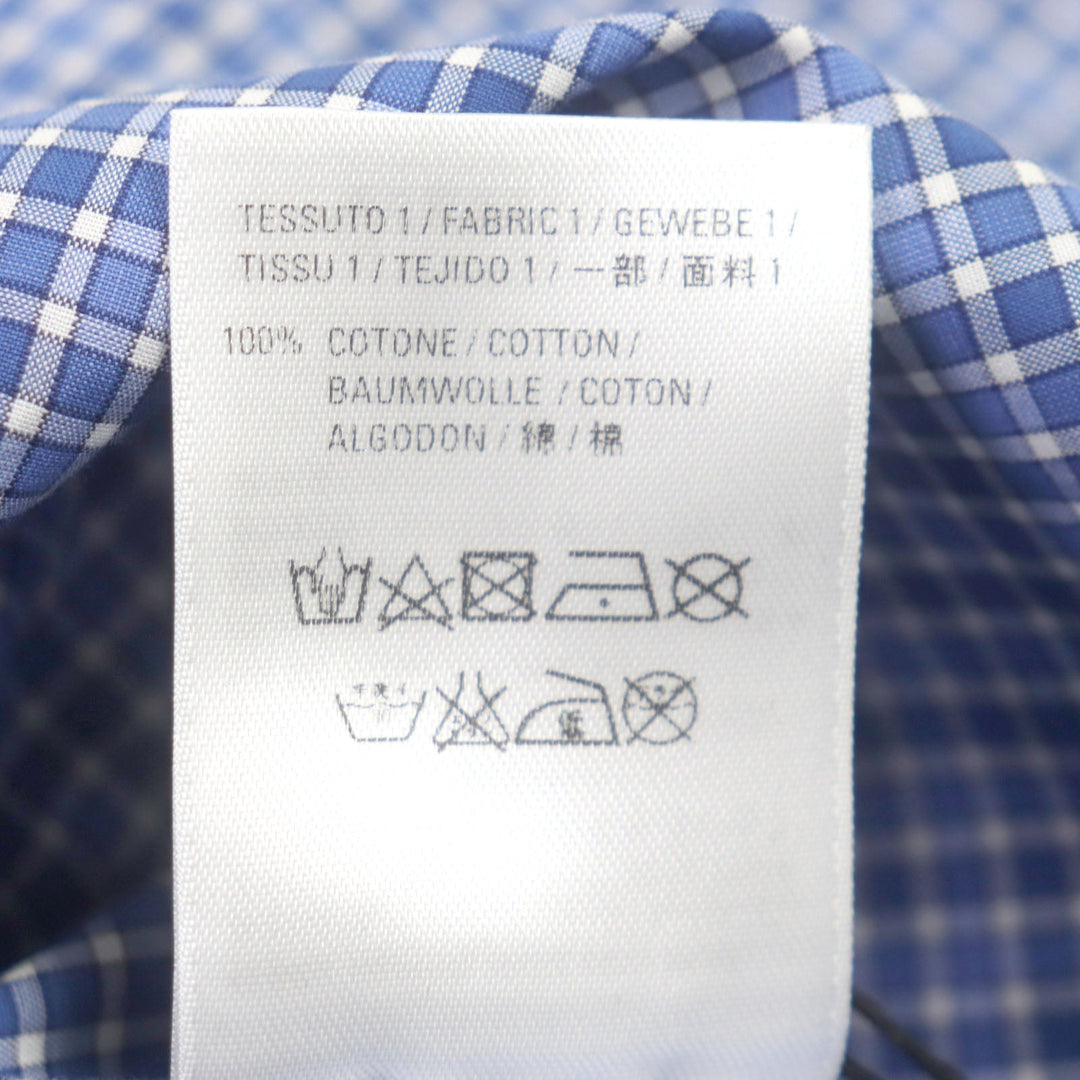 TESSUTO 1 / FABRIC 1 / GEWEBE 1 /
TISSU 1 / TEJIDO 1 / 一部 / 面料 1
100% COTONE / COTTON /
BAUMWOLLE / COTON /
ALGODON / 綿 / 棉
低